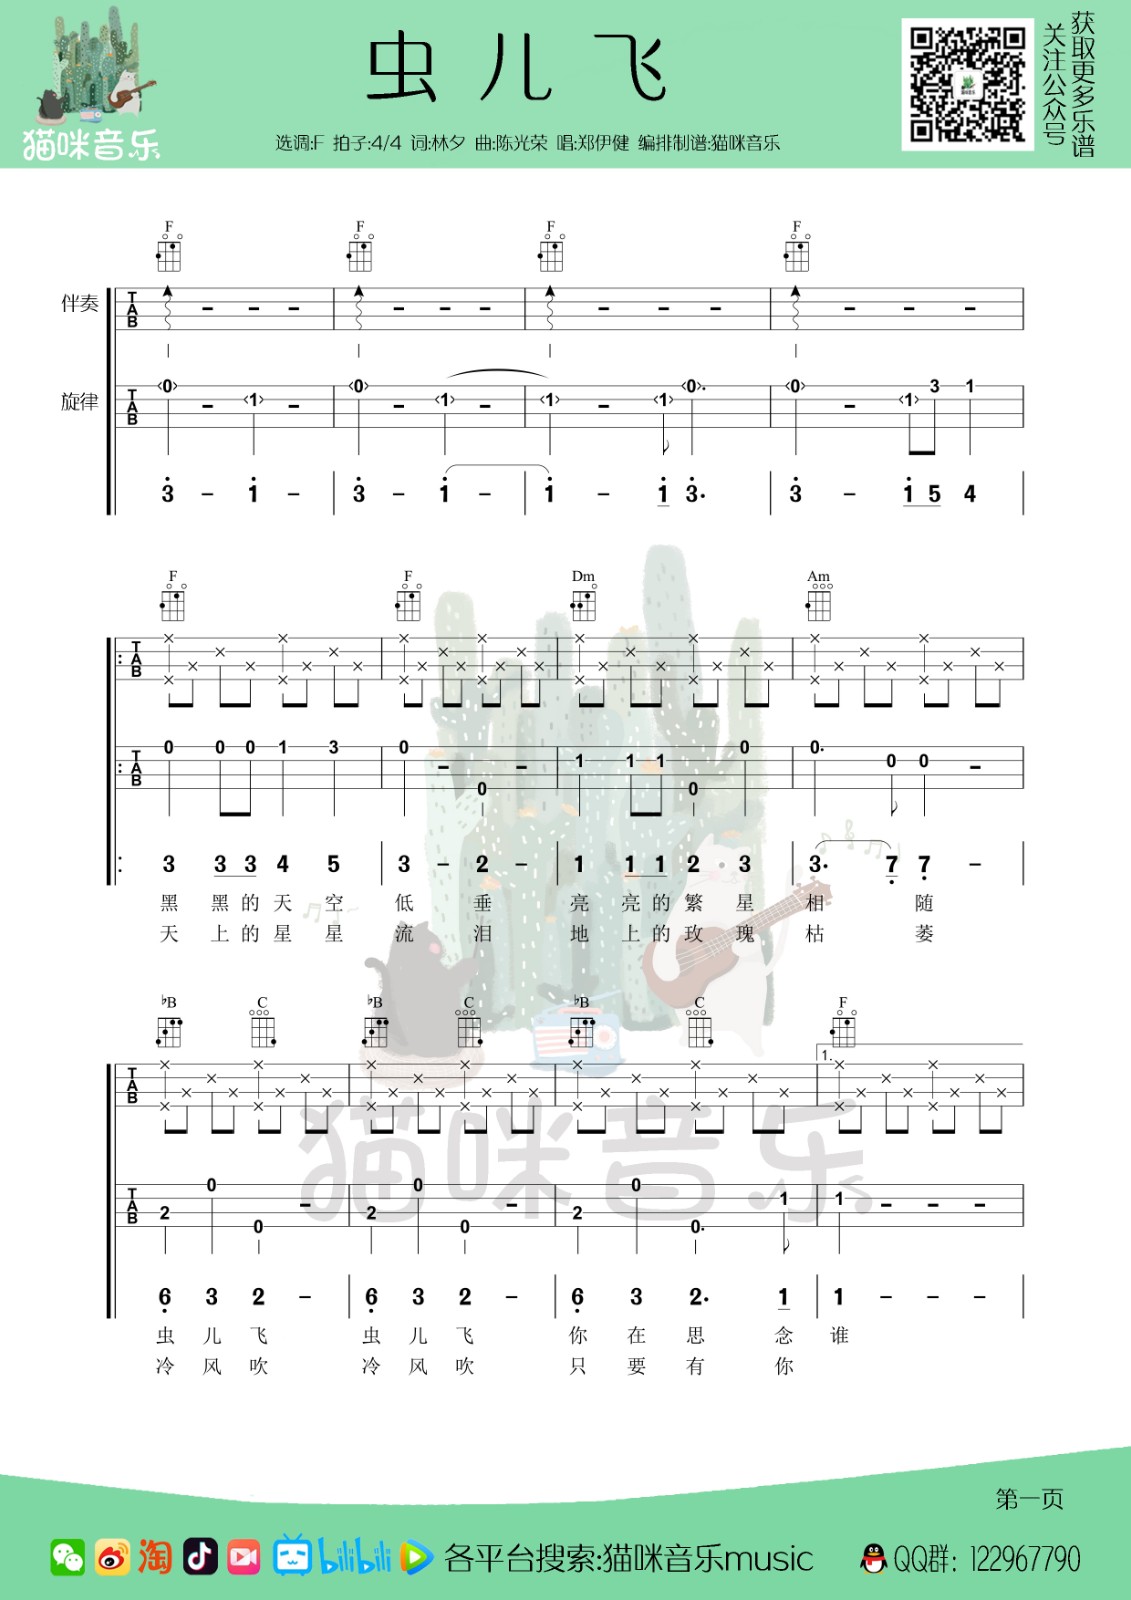 猫咪音乐
虫儿飞
选调:F 拍子:4/4 词:林夕 曲:陈光荣 唱:郑伊健 编排制谱:猫咪音乐
获取更多乐谱
关注公众号
F F F F
伴奏 TAB
旋律 TAB
0 1 0 1 1 1 0. 0 1 3 1
3 – 1 – 3 – 1 – 1 – 1 3. 3 – 1 5 4
F F Dm Am
TAB
TAB
0 0 0 1 3 0 – 0 – 1 1 1 0 0 0. 0 0 –
3 3 3 4 5 3 – 2 – 1 1 1 2 3 3. 7 7 –
黑 黑 的 天 空 低 垂 亮 亮 的 繁 星 相 随
天 上 的 星 星 流 泪 地 上 的 玫 瑰 枯 萎
♭B C ♭B C ♭B C F
TAB 1.
TAB
2 0 0 – 2 0 0 – 2 0 0. 1 1 – – –
6 3 2 – 6 3 2 – 6 3 2. 1 1 – – –
虫 儿 飞 虫 儿 飞 你 在 思 念 谁
冷 风 吹 冷 风 吹 只 要 有 你
猫咪音乐
第一页
淘 bilibili 各平台搜索:猫咪音乐music QQ群: 122967790